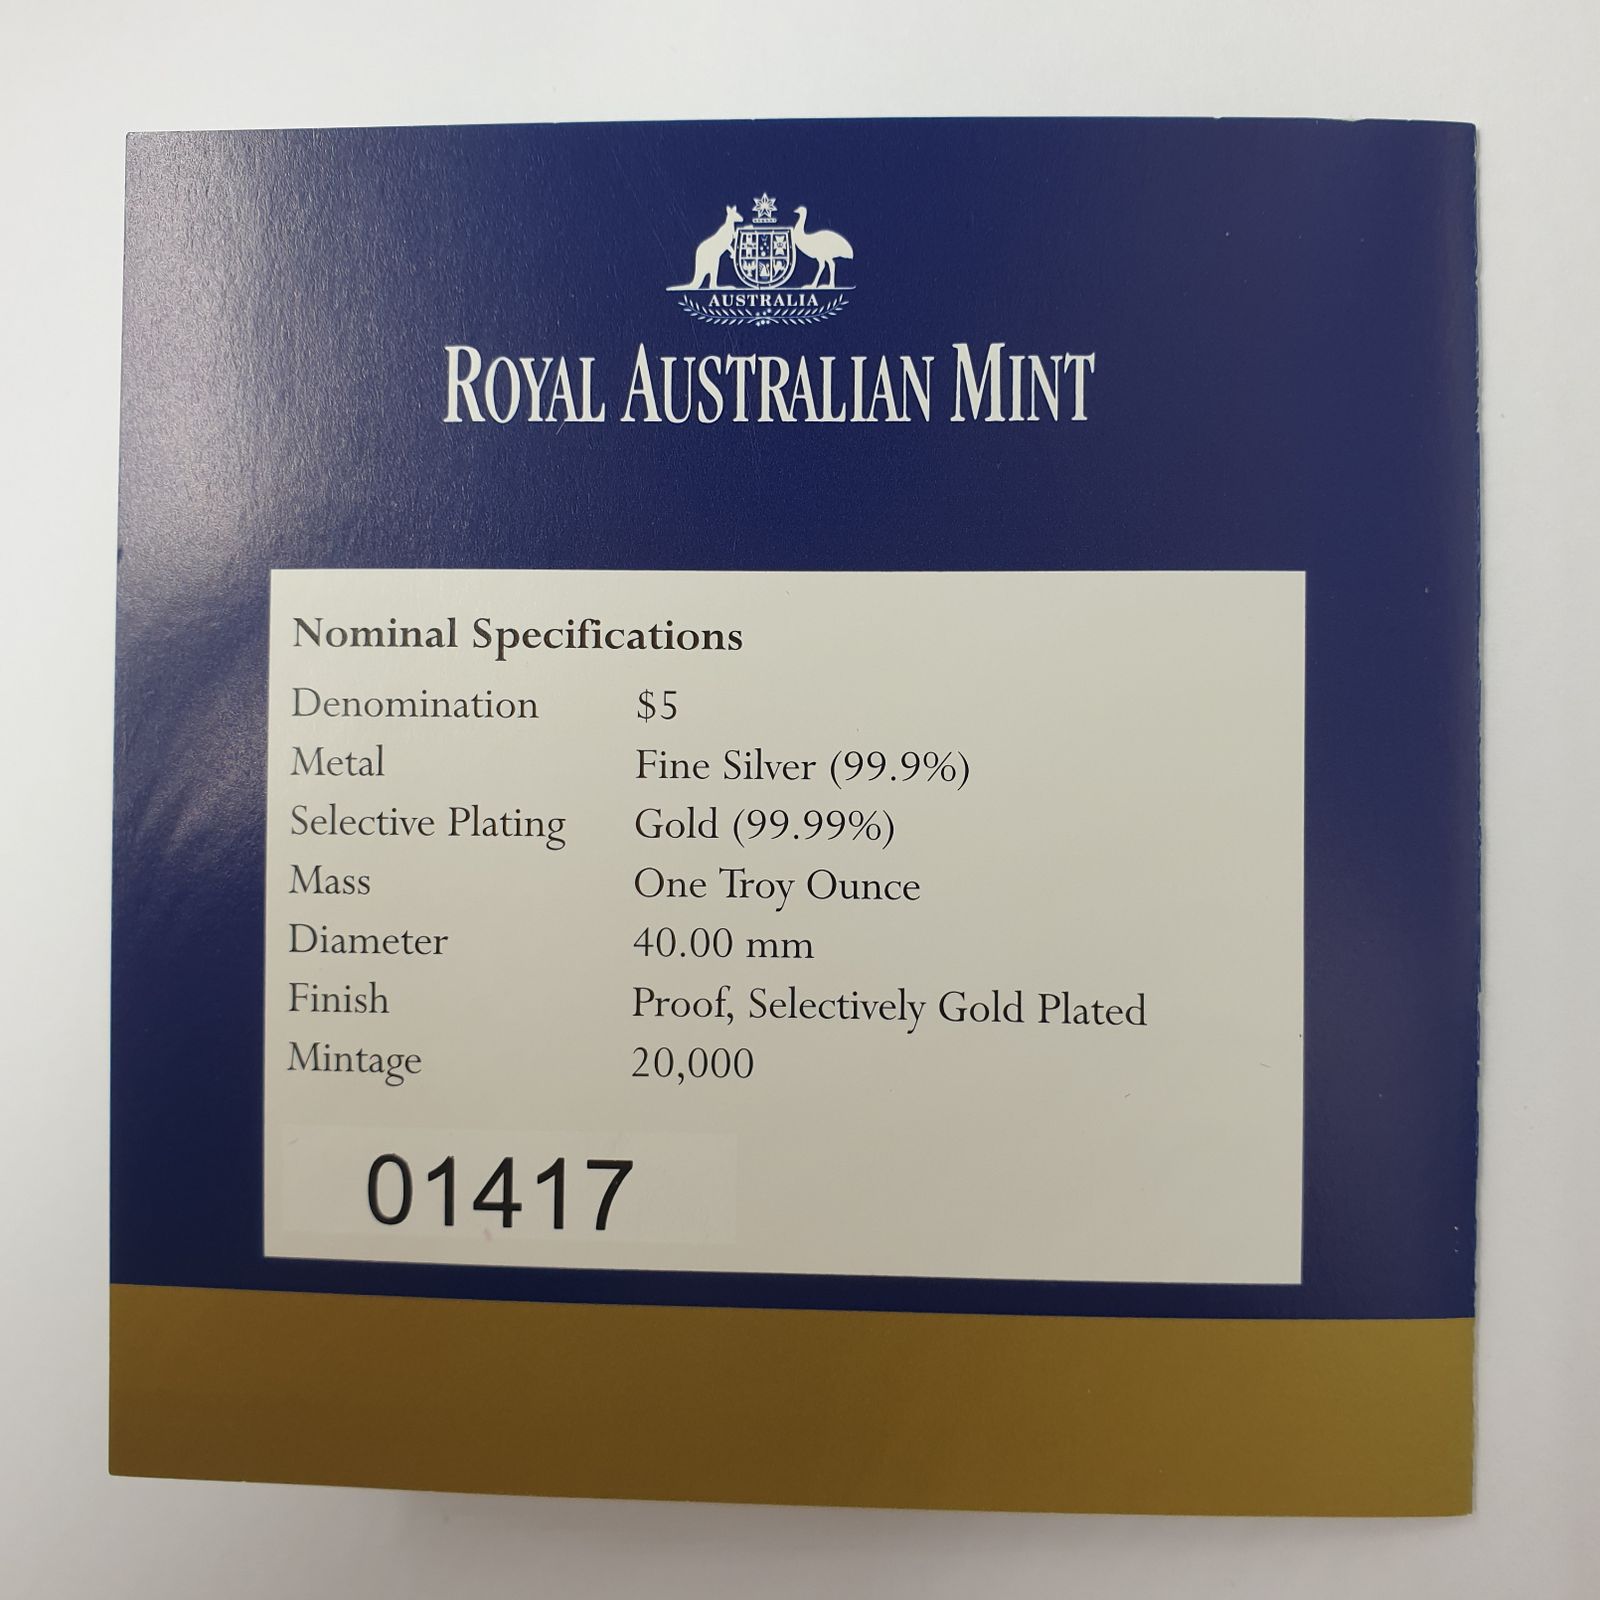 AUSTRALIA
ROYAL AUSTRALIAN MINT
Nominal Specifications
Denomination $5
Metal Fine Silver (99.9%)
Selective Plating Gold (99.99%)
Mass One Troy Ounce
Diameter 40.00 mm
Finish Proof, Selectively Gold Plated
Mintage 20,000
01417